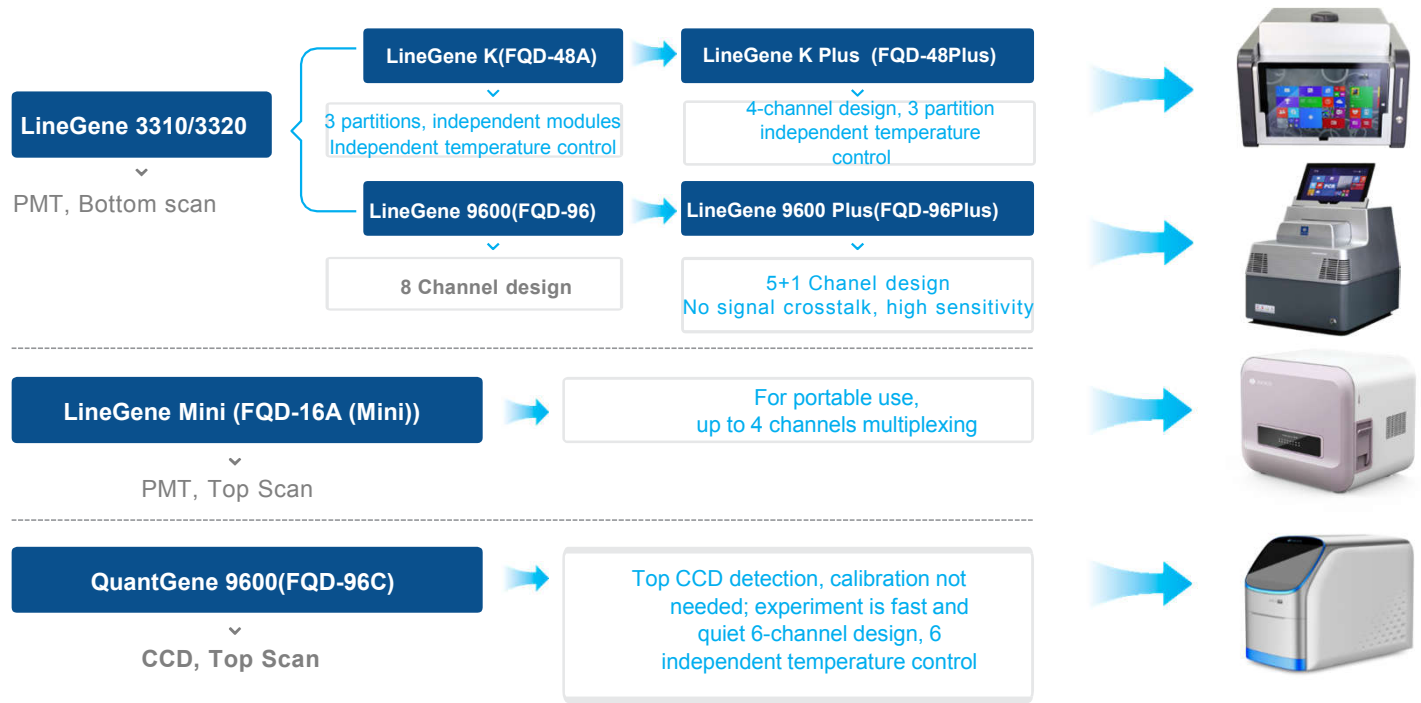 LineGene K(FQD-48A)
LineGene K Plus (FQD-48Plus)
LineGene 3310/3320
3 partitions, independent modules
Independent temperature control
4-channel design, 3 partition
independent temperature
control
PMT, Bottom scan
LineGene 9600(FQD-96)
LineGene 9600 Plus(FQD-96Plus)
8 Channel design
5+1 Chanel design
No signal crosstalk, high sensitivity
LineGene Mini (FQD-16A (Mini))
For portable use,
up to 4 channels multiplexing
PMT, Top Scan
QuantGene 9600(FQD-96C)
Top CCD detection, calibration not
needed; experiment is fast and
quiet 6-channel design, 6
independent temperature control
CCD, Top Scan